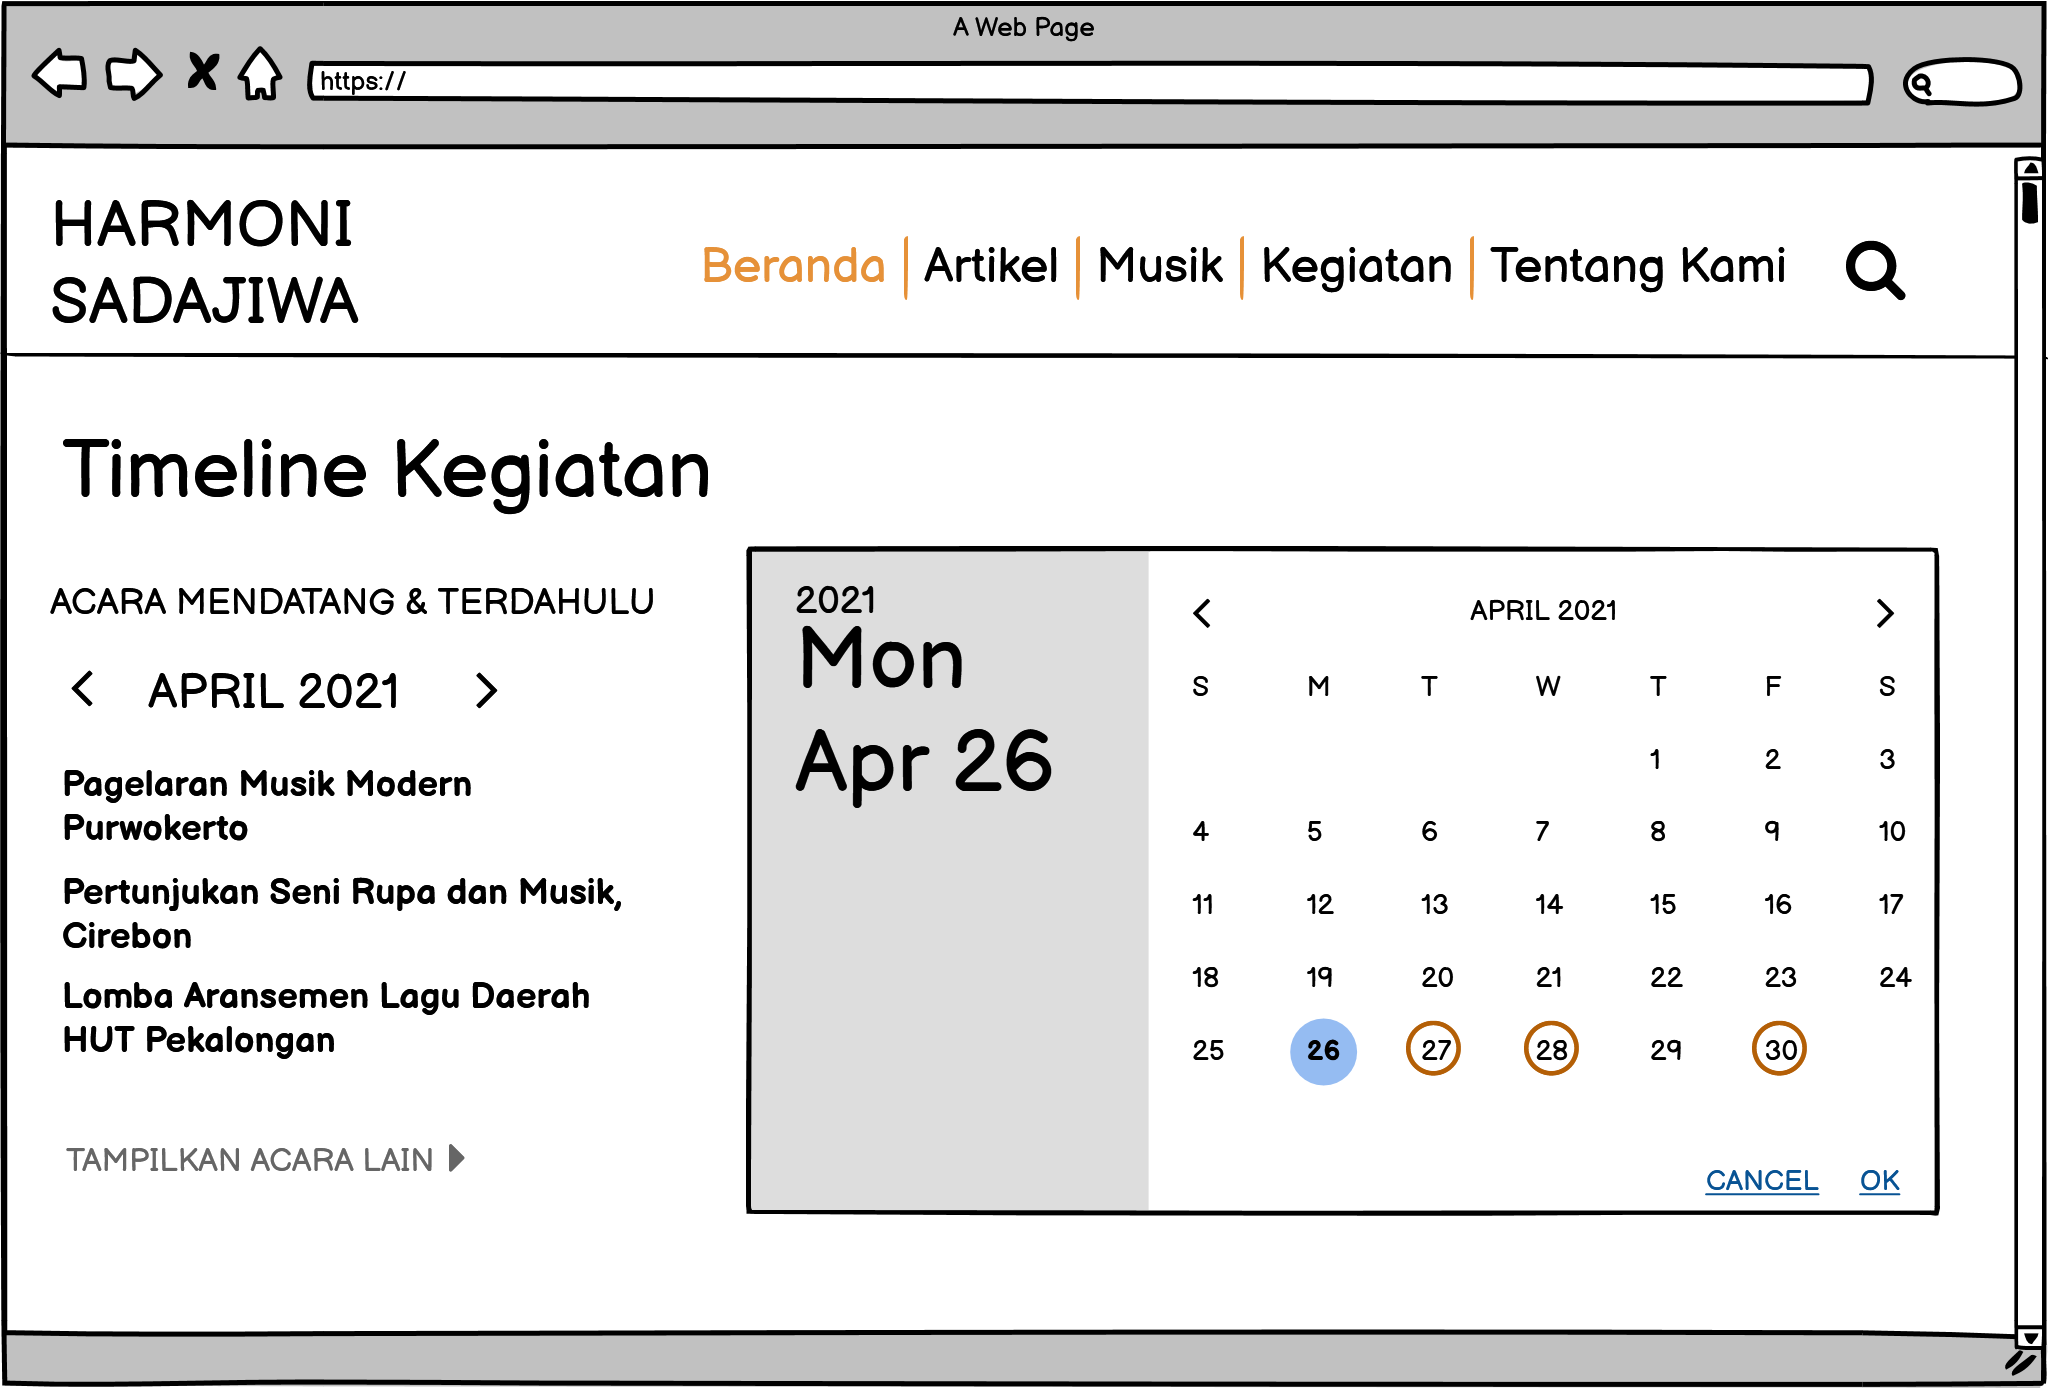 A Web Page
https://
HARMONI
SADAJIWA
Beranda Artikel Musik Kegiatan Tentang Kami
Timeline Kegiatan
ACARA MENDATANG & TERDAHULU
APRIL 2021
Pagelaran Musik Modern
Purwokerto
Pertunjukan Seni Rupa dan Musik,
Cirebon
Lomba Aransemen Lagu Daerah
HUT Pekalongan
TAMPILKAN ACARA LAIN
2021
Mon
Apr 26
APRIL 2021
S M T W T F S
1 2 3
4 5 6 7 8 9 10
11 12 13 14 15 16 17
18 19 20 21 22 23 24
25 26 27 28 29 30
CANCEL OK